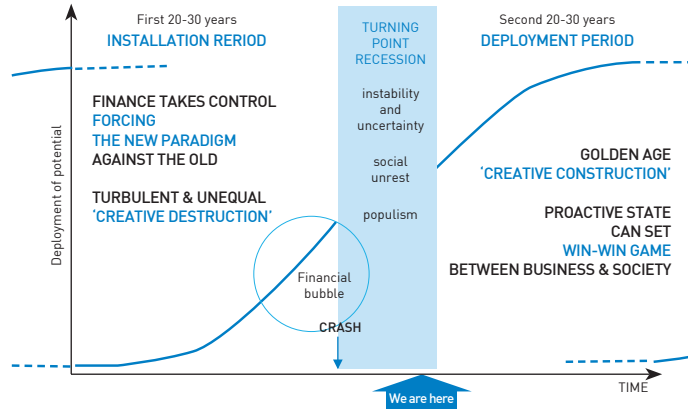 First 20-30 years
INSTALLATION RERIOD
TURNING
POINT
RECESSION
Second 20-30 years
DEPLOYMENT PERIOD
Deployment of potential
FINANCE TAKES CONTROL
FORCING
THE NEW PARADIGM
AGAINST THE OLD
TURBULENT & UNEQUAL
‘CREATIVE DESTRUCTION’
Financial
bubble
CRASH
instability
and
uncertainty
social
unrest
populism
GOLDEN AGE
‘CREATIVE CONSTRUCTION’
PROACTIVE STATE
CAN SET
WIN-WIN GAME
BETWEEN BUSINESS & SOCIETY
TIME
We are here